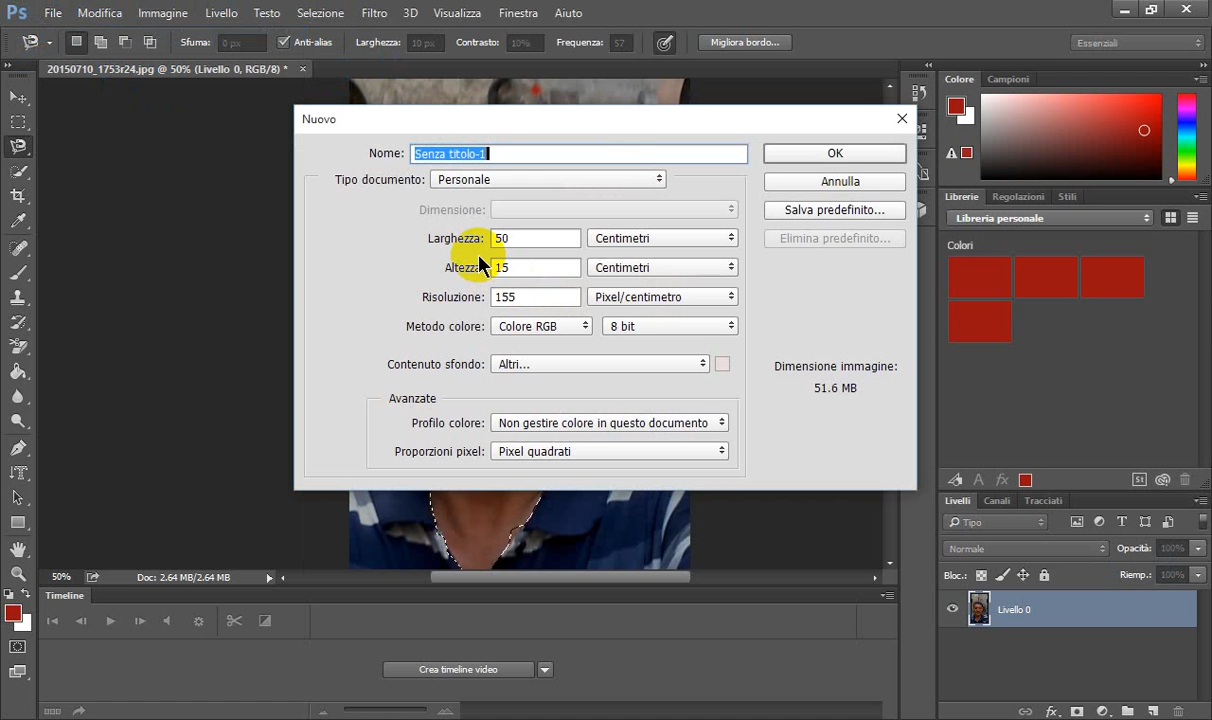 Ps File Modifica Immagine Livello Testo Selezione Filtro 3D Visualizza Finestra Aiuto
Sfuma: 0 px Anti-alias Larghezza: 10 px Contrasto: 10% Frequenza: 57 Migliora bordo... Essenziali
20150710_1753r24.jpg @ 50% (Livello 0, RGB/8) * ×
Colore Campioni
Nuovo
Nome: Senza titolo-1 OK
Tipo documento: Personale Annulla
Dimensione: Salva predefinito...
Larghezza: 50 Centimetri Elimina predefinito...
Altezza: 15 Centimetri
Risoluzione: 155 Pixel/centimetro
Metodo colore: Colore RGB 8 bit
Contenuto sfondo: Altri...
Dimensione immagine:
51.6 MB
Avanzate
Profilo colore: Non gestire colore in questo documento
Proporzioni pixel: Pixel quadrati
Librerie Regolazioni Stili
Libreria personale
Colori
A fx St
Livelli Canali Tracciati
Tipo
Normale Opacità: 100%
Bloc.: Riemp.: 100%
Livello 0
fx
50% Doc: 2.64 MB/2.64 MB
Timeline
Crea timeline video